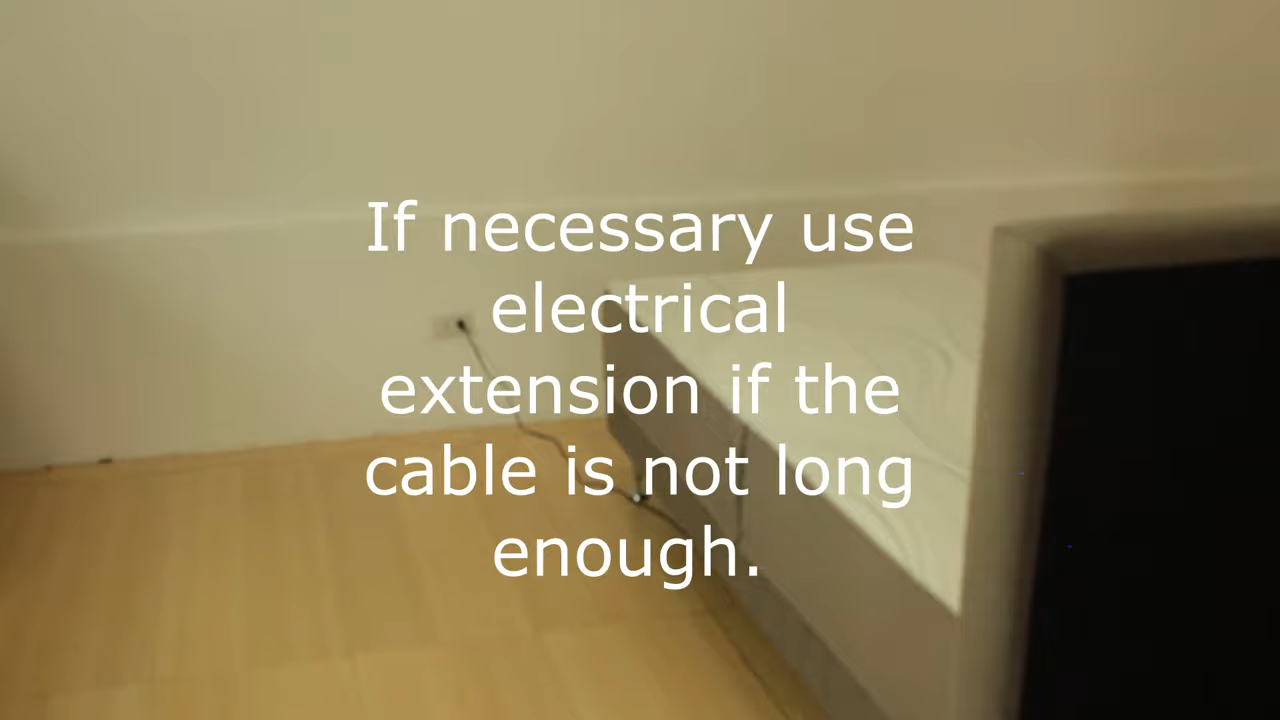 If necessary use
electrical
extension if the
cable is not long
enough.